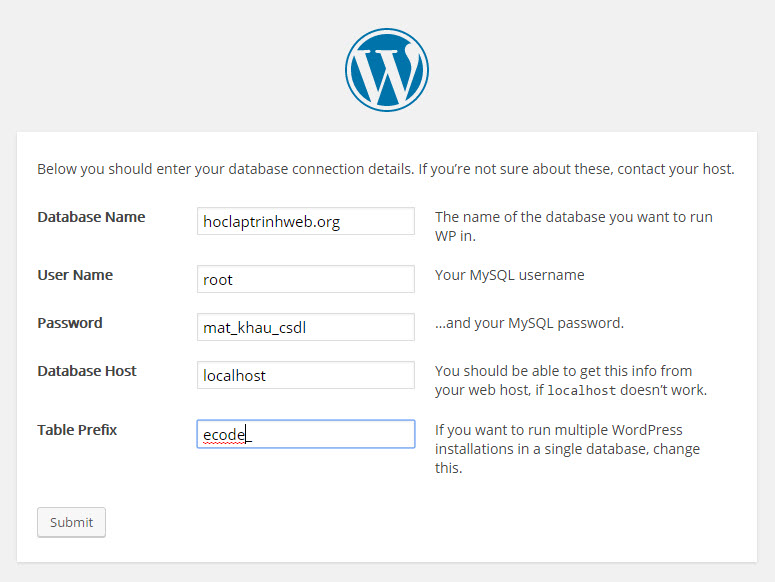 Below you should enter your database connection details. If you’re not sure about these, contact your host.
Database Name
hoclaptrinhweb.org
The name of the database you want to run
WP in.
User Name
root
Your MySQL username
Password
mat_khau_csdl
…and your MySQL password.
Database Host
localhost
You should be able to get this info from
your web host, if localhost doesn’t work.
Table Prefix
ecode_
If you want to run multiple WordPress
installations in a single database, change
this.
Submit